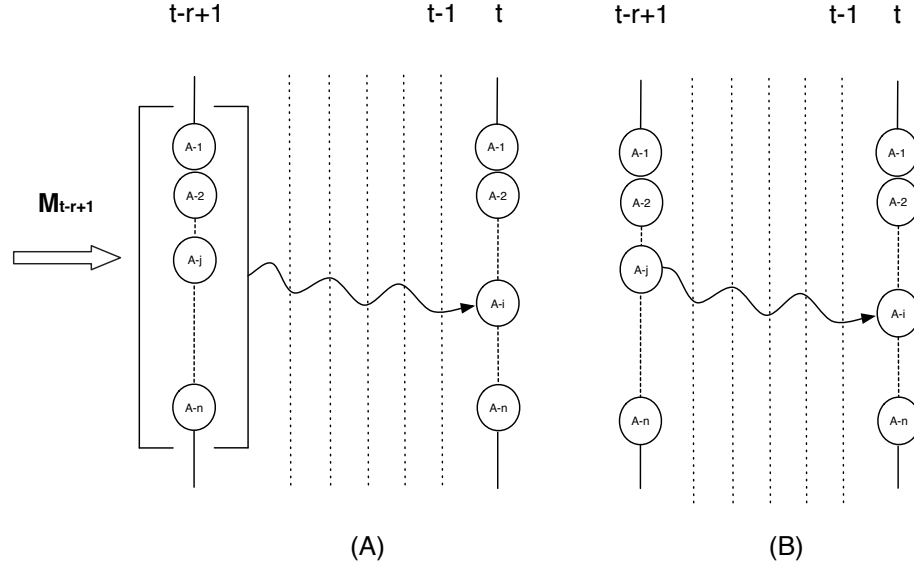 t-r+1 t-1 t t-r+1 t-1 t
A-1 A-1 A-1 A-1
A-2 A-2 A-2 A-2
Mt-r+1
A-j A-j
A-i A-i
A-n A-n A-n A-n
(A) (B)